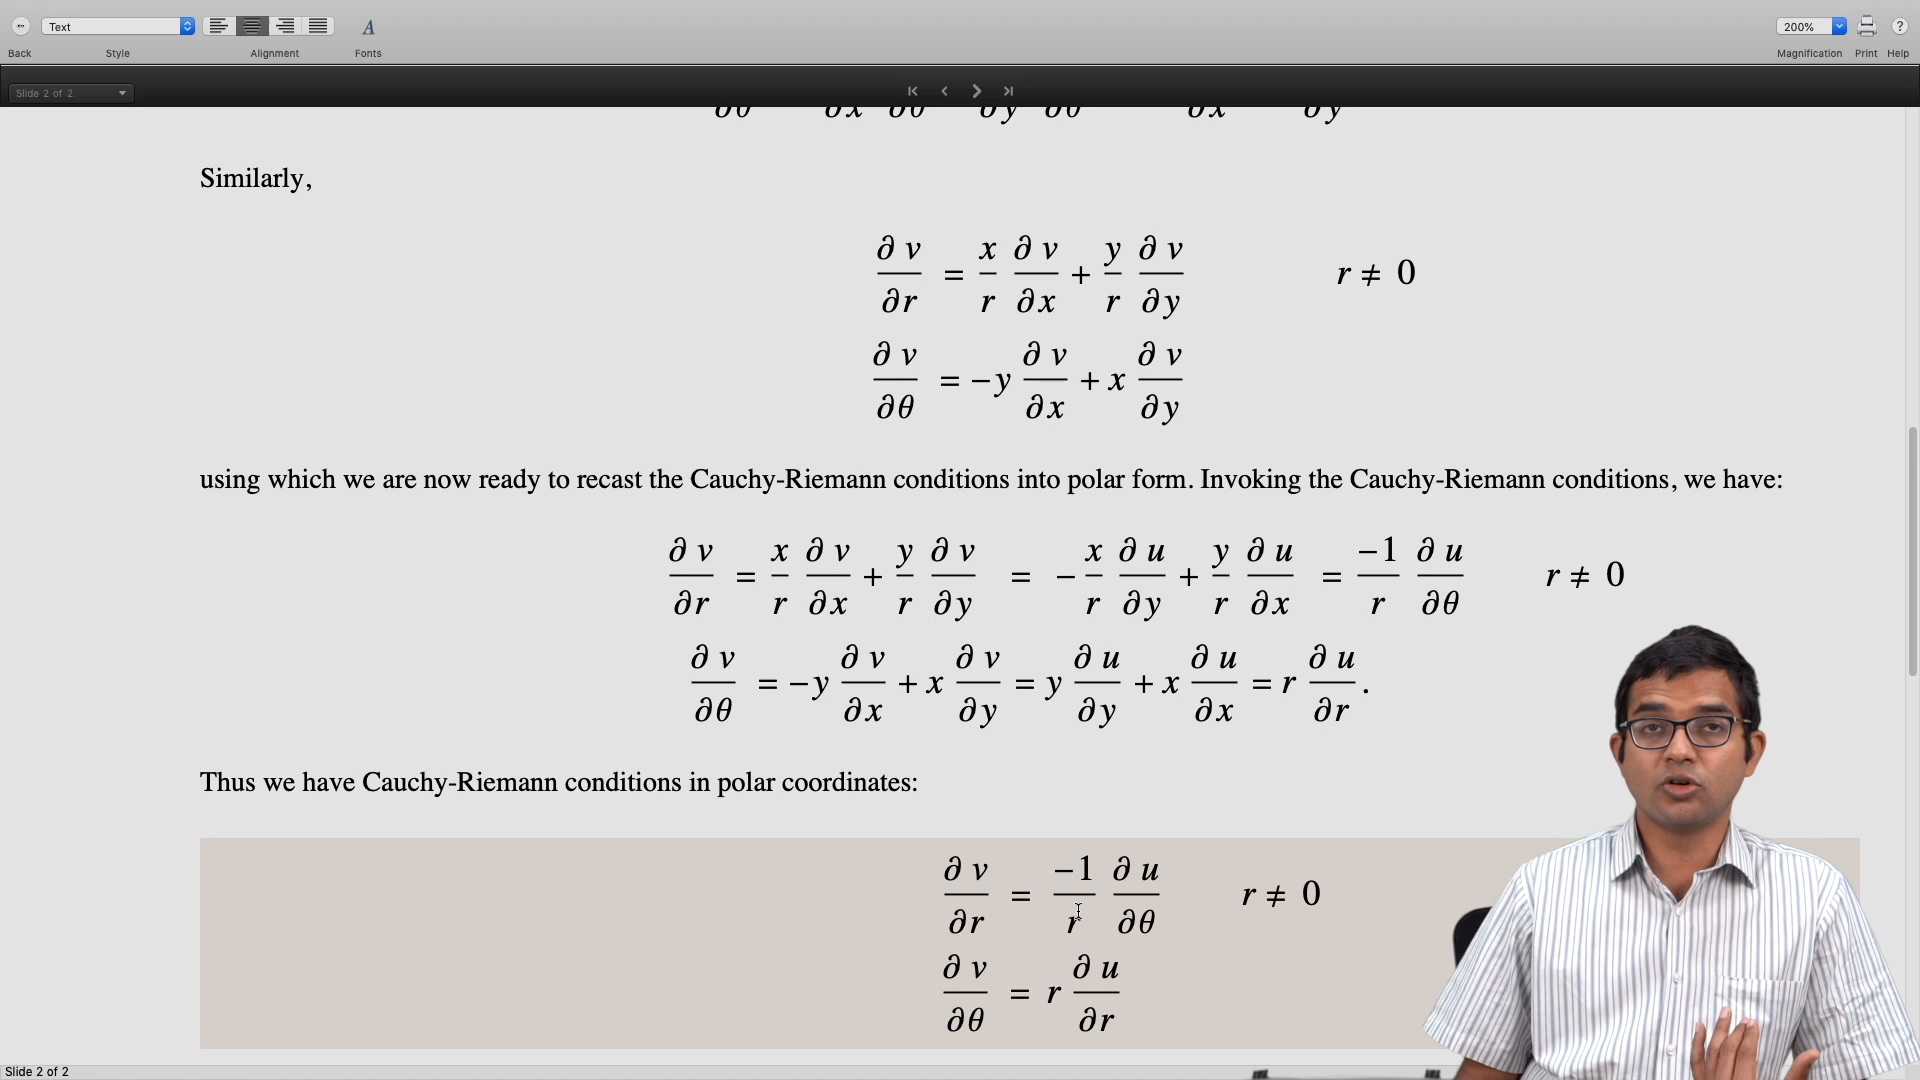 Text
200%
Back Style Alignment Fonts Magnification Print Help
Slide 2 of 2
∂θ ∂x ∂θ ∂y ∂θ ∂x ∂y
Similarly,
∂v/∂r = x/r ∂v/∂x + y/r ∂v/∂y r ≠ 0
∂v/∂θ = −y ∂v/∂x + x ∂v/∂y
using which we are now ready to recast the Cauchy-Riemann conditions into polar form. Invoking the Cauchy-Riemann conditions, we have:
∂v/∂r = x/r ∂v/∂x + y/r ∂v/∂y = − x/r ∂u/∂y + y/r ∂u/∂x = −1/r ∂u/∂θ r ≠ 0
∂v/∂θ = −y ∂v/∂x + x ∂v/∂y = y ∂u/∂y + x ∂u/∂x = r ∂u/∂r.
Thus we have Cauchy-Riemann conditions in polar coordinates:
∂v/∂r = −1/r ∂u/∂θ r ≠ 0
∂v/∂θ = r ∂u/∂r
Slide 2 of 2